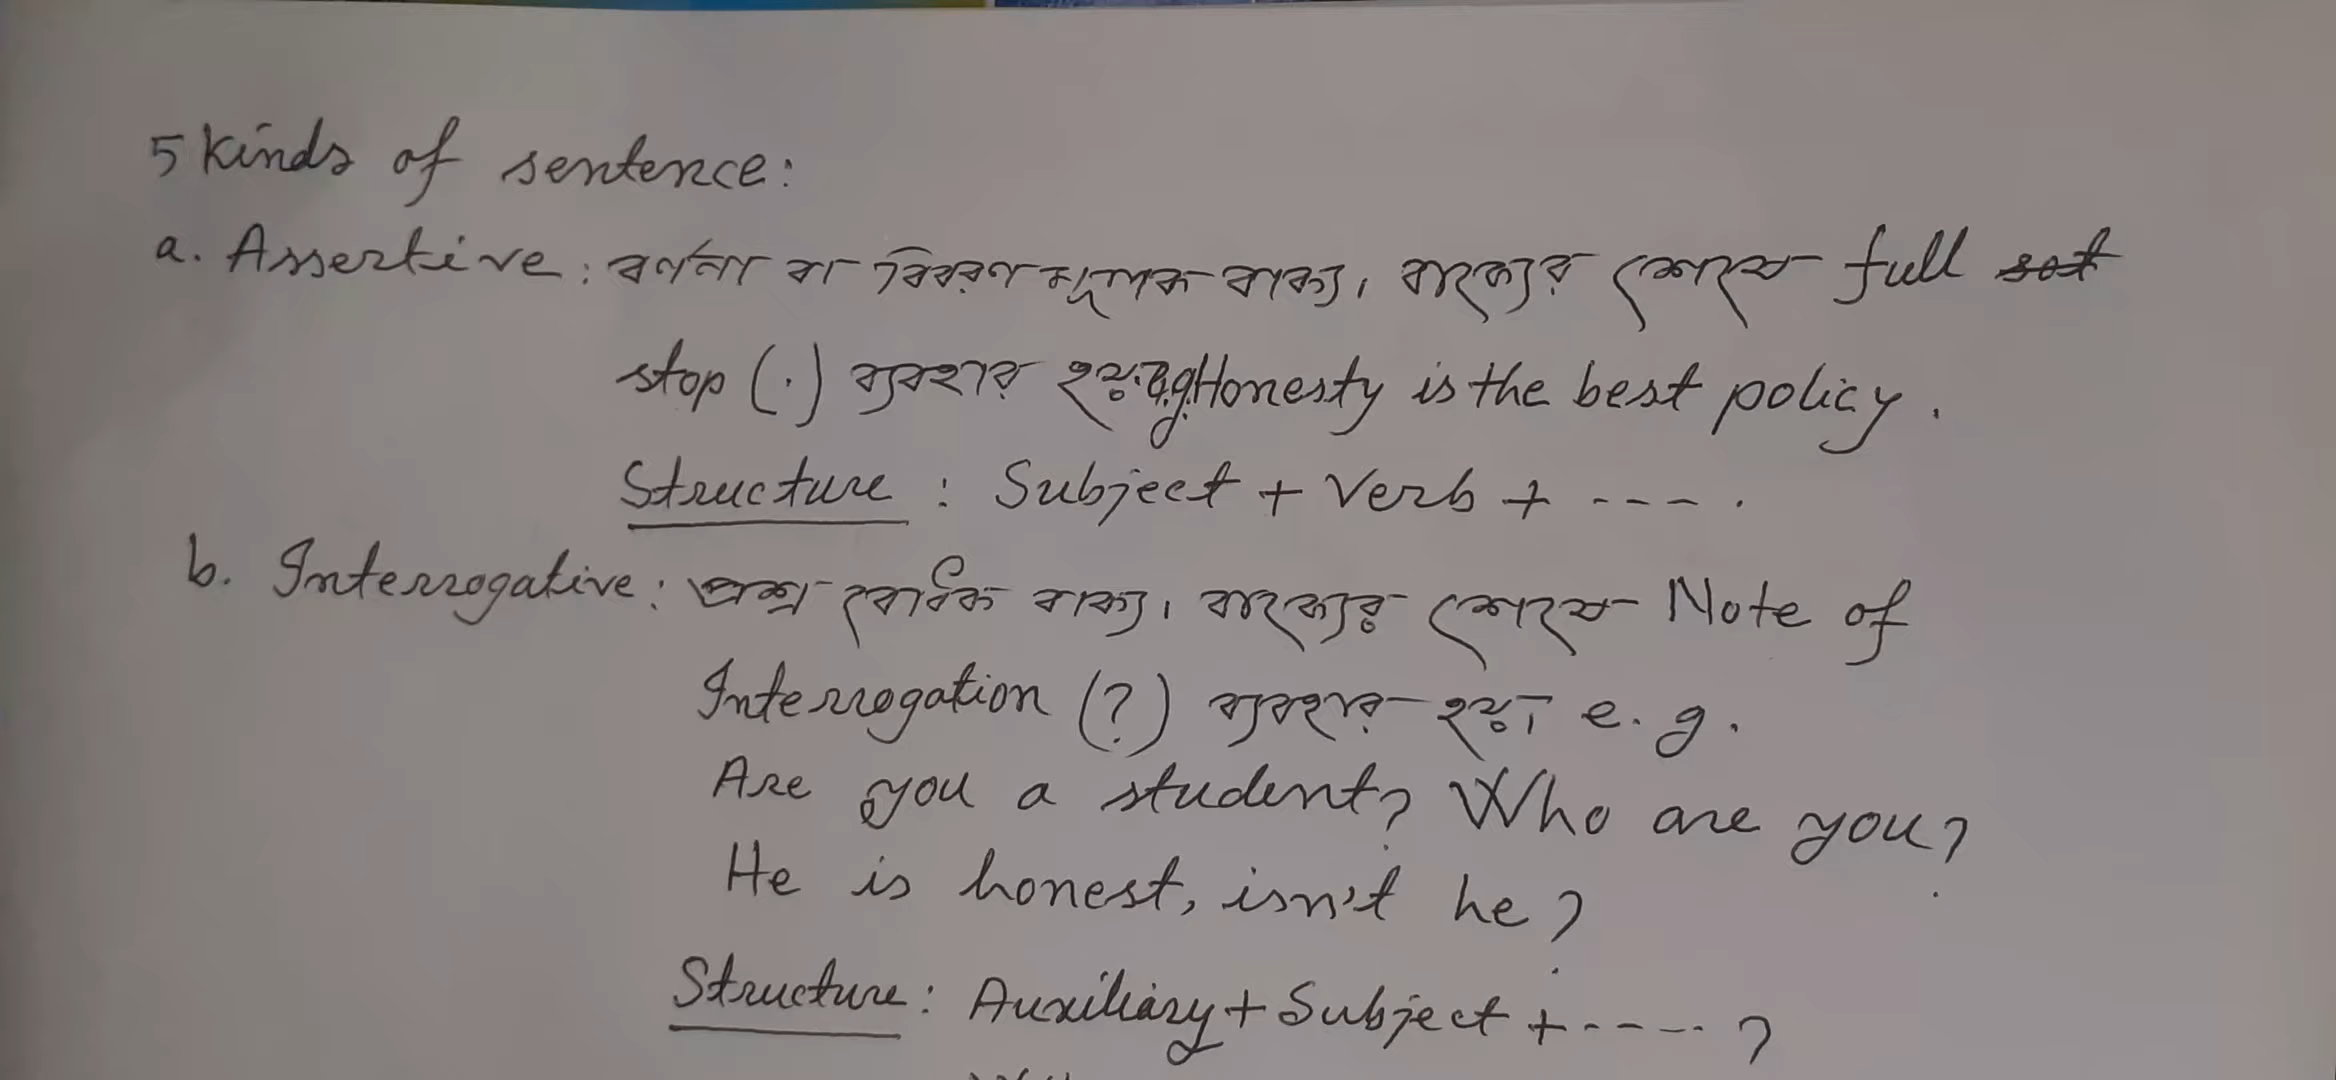 5 Kinds of sentence:
a. Assertive: বর্ণনা বা বিবরণ মূলক বাক্য, বাক্যের শেষে full
stop (.) ব্যবহার হয়. e.g. Honesty is the best policy.
Structure: Subject + Verb + ----.
b. Interrogative: প্রশ্ন বোধক বাক্য, বাক্যের শেষে Note of
Interrogation (?) ব্যবহার হয়। e.g.
Are you a student? Who are you?
He is honest, isn't he?
Structure: Auxiliary + Subject + -----?